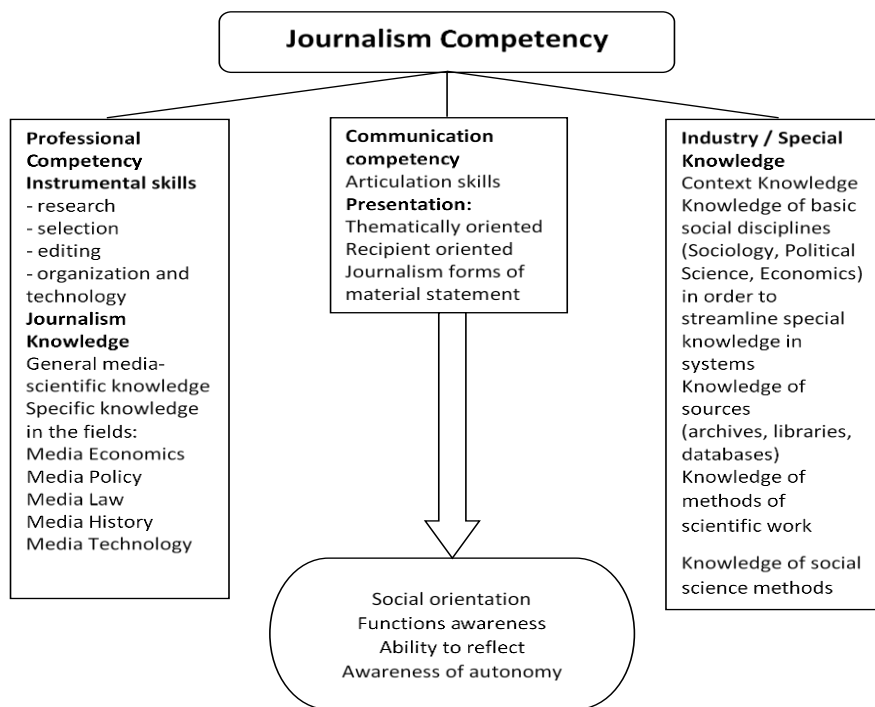 Journalism Competency
Professional
Competency
Instrumental skills
- research
- selection
- editing
- organization and
technology
Journalism
Knowledge
General media-
scientific knowledge
Specific knowledge
in the fields:
Media Economics
Media Policy
Media Law
Media History
Media Technology
Communication
competency
Articulation skills
Presentation:
Thematically oriented
Recipient oriented
Journalism forms of
material statement
Industry / Special
Knowledge
Context Knowledge
Knowledge of basic
social disciplines
(Sociology, Political
Science, Economics)
in order to
streamline special
knowledge in
systems
Knowledge of
sources
(archives, libraries,
databases)
Knowledge of
methods of
scientific work
Knowledge of social
science methods
Social orientation
Functions awareness
Ability to reflect
Awareness of autonomy